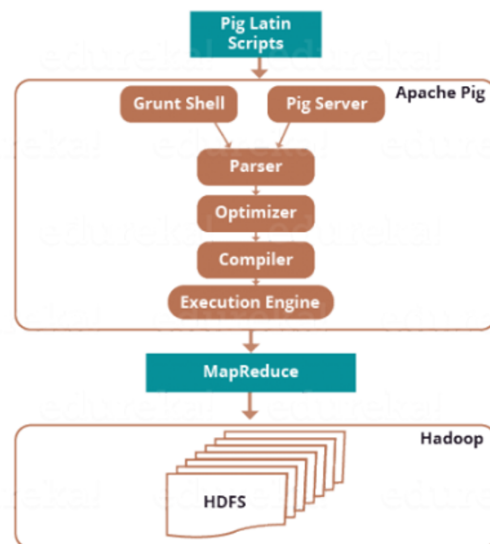 Pig Latin
Scripts
Apache Pig
Grunt Shell
Pig Server
Parser
Optimizer
Compiler
Execution Engine
MapReduce
Hadoop
HDFS